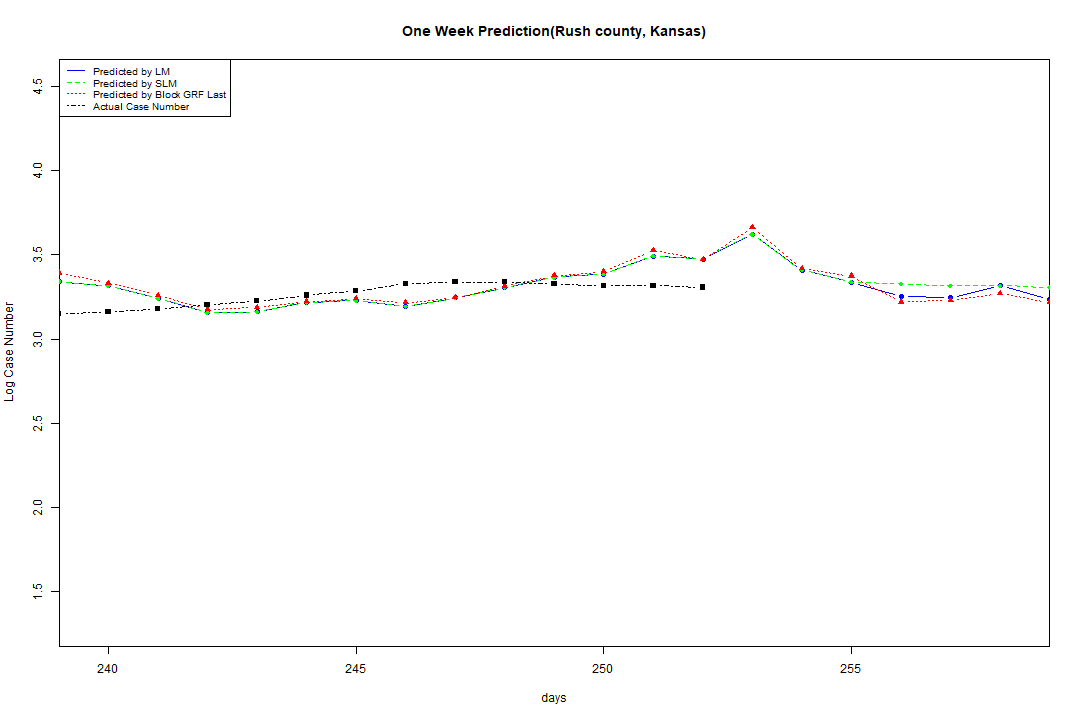 One Week Prediction(Rush county, Kansas)
Predicted by LM
Predicted by SLM
Predicted by Block GRF Last
Actual Case Number
4.5
4.0
3.5
3.0
2.5
2.0
1.5
Log Case Number
240
245
250
255
days